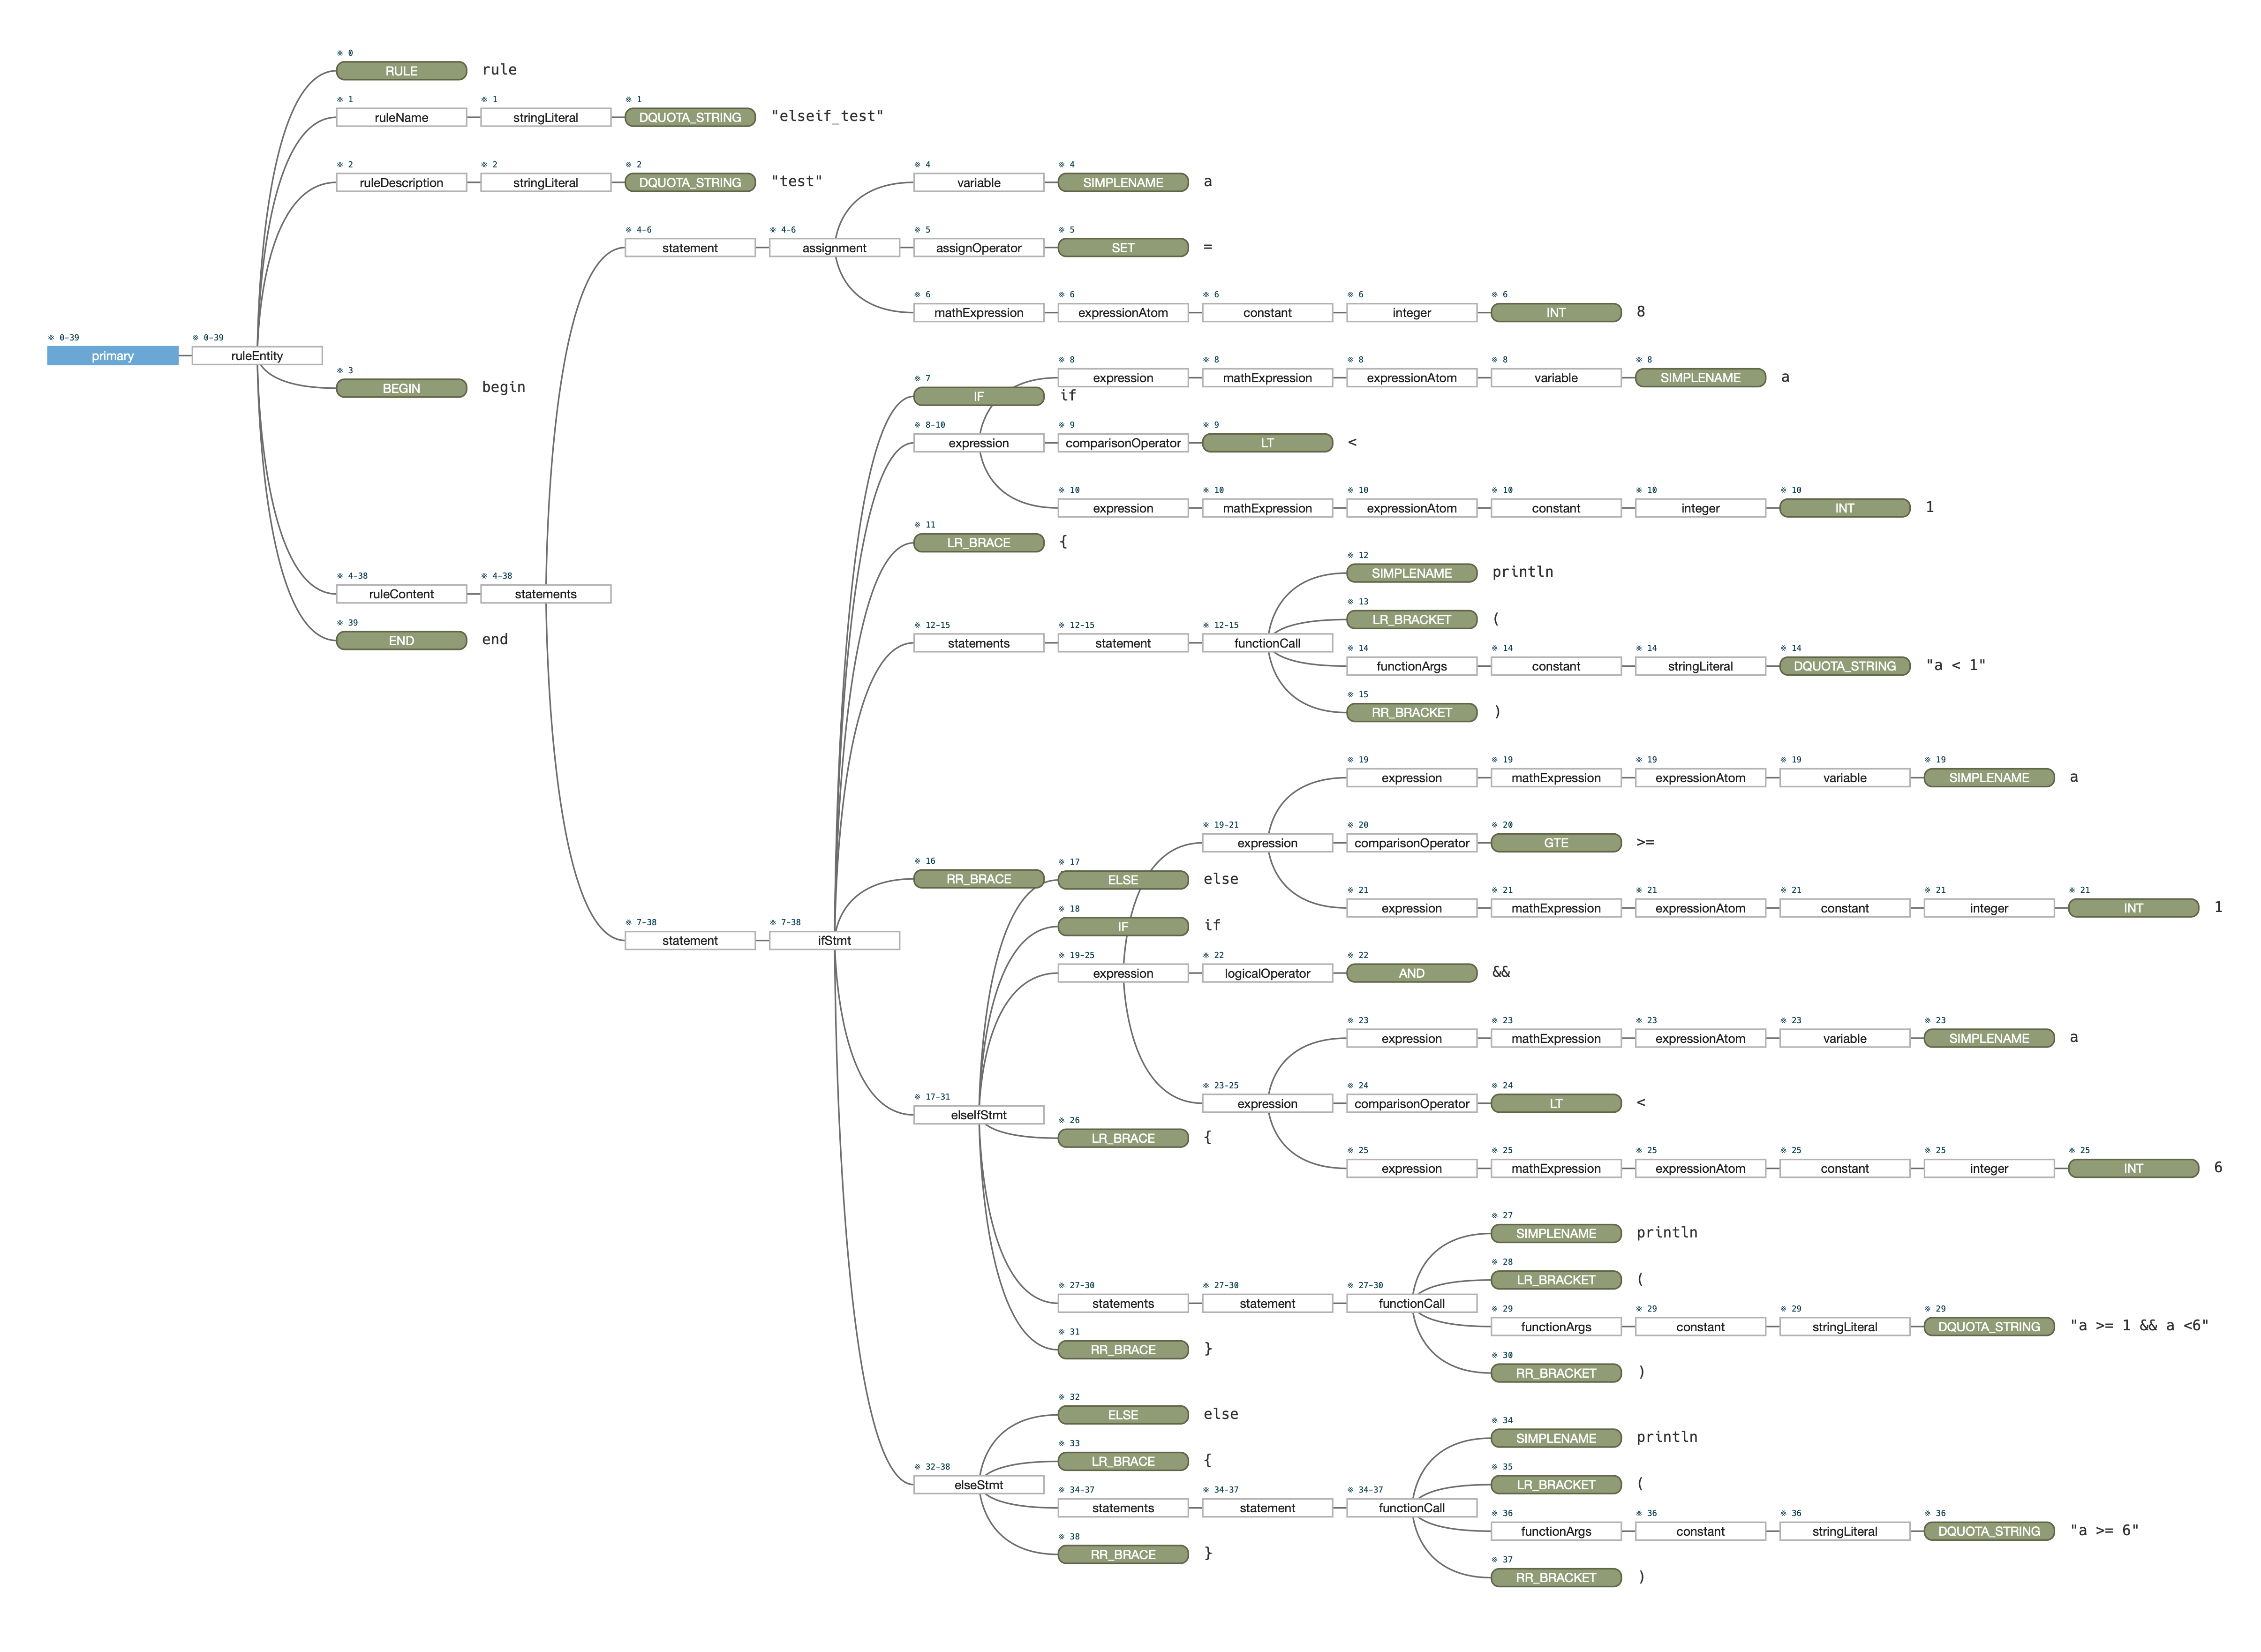 ※ 0
RULE rule
※ 1 ※ 1 ※ 1
ruleName stringLiteral DQUOTA_STRING "elseif_test"
※ 2 ※ 2 ※ 2 ※ 4 ※ 4
ruleDescription stringLiteral DQUOTA_STRING "test" variable SIMPLENAME a
※ 4-6 ※ 4-6 ※ 5 ※ 5
statement assignment assignOperator SET =
※ 6 ※ 6 ※ 6 ※ 6 ※ 6
mathExpression expressionAtom constant integer INT 8
※ 0-39 ※ 0-39
primary ruleEntity
※ 8 ※ 8 ※ 8 ※ 8 ※ 8
expression mathExpression expressionAtom variable SIMPLENAME a
※ 3 ※ 7
BEGIN begin IF if
※ 8-10 ※ 9 ※ 9
expression comparisonOperator LT <
※ 10 ※ 10 ※ 10 ※ 10 ※ 10 ※ 10
expression mathExpression expressionAtom constant integer INT 1
※ 11
LR_BRACE {
※ 12
SIMPLENAME println
※ 4-38 ※ 4-38
ruleContent statements
※ 13
LR_BRACKET (
※ 39 ※ 12-15 ※ 12-15 ※ 12-15
END end statements statement functionCall
※ 14 ※ 14 ※ 14 ※ 14
functionArgs constant stringLiteral DQUOTA_STRING "a < 1"
※ 15
RR_BRACKET )
※ 19 ※ 19 ※ 19 ※ 19 ※ 19
expression mathExpression expressionAtom variable SIMPLENAME a
※ 19-21 ※ 20 ※ 20
expression comparisonOperator GTE >=
※ 16 ※ 17
RR_BRACE ELSE else
※ 21 ※ 21 ※ 21 ※ 21 ※ 21 ※ 21
expression mathExpression expressionAtom constant integer INT 1
※ 18
IF if
※ 7-38 ※ 7-38
statement ifStmt
※ 19-25 ※ 22 ※ 22
expression logicalOperator AND &&
※ 23 ※ 23 ※ 23 ※ 23 ※ 23
expression mathExpression expressionAtom variable SIMPLENAME a
※ 23-25 ※ 24 ※ 24
expression comparisonOperator LT <
※ 17-31
elseIfStmt
※ 26
LR_BRACE {
※ 25 ※ 25 ※ 25 ※ 25 ※ 25 ※ 25
expression mathExpression expressionAtom constant integer INT 6
※ 27
SIMPLENAME println
※ 28
LR_BRACKET (
※ 27-30 ※ 27-30 ※ 27-30
statements statement functionCall
※ 29 ※ 29 ※ 29 ※ 29
functionArgs constant stringLiteral DQUOTA_STRING "a >= 1 && a <6"
※ 31
RR_BRACE }
※ 30
RR_BRACKET )
※ 32
ELSE else
※ 34
SIMPLENAME println
※ 33
LR_BRACE {
※ 32-38 ※ 35
elseStmt LR_BRACKET (
※ 34-37 ※ 34-37 ※ 34-37
statements statement functionCall
※ 36 ※ 36 ※ 36 ※ 36
functionArgs constant stringLiteral DQUOTA_STRING "a >= 6"
※ 38
RR_BRACE }
※ 37
RR_BRACKET )